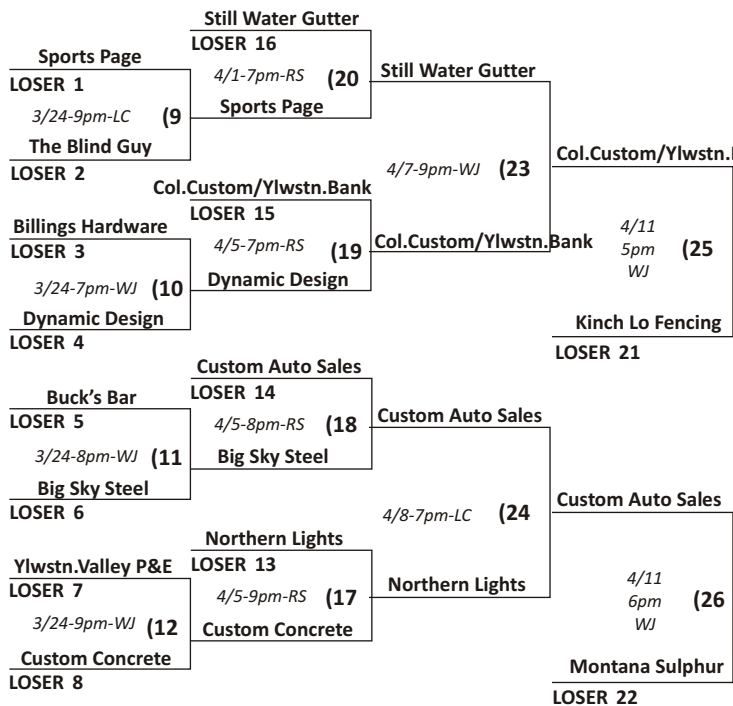 Still Water Gutter
LOSER 16
Sports Page
LOSER 1
4/1-7pm-RS (20
Still Water Gutter
3/24-9pm-LC (9
Sports Page
The Blind Guy
LOSER 2
4/7-9pm-WJ (23
Col.Custom/Ylwstn.
Col.Custom/Ylwstn.Bank
LOSER 15
Billings Hardware
LOSER 3
4/5-7pm-RS (19
Col.Custom/Ylwstn.Bank
4/11
5pm (25
WJ
3/24-7pm-WJ (10
Dynamic Design
Dynamic Design
LOSER 4
Kinch Lo Fencing
LOSER 21
Custom Auto Sales
LOSER 14
Buck's Bar
LOSER 5
4/5-8pm-RS (18
Custom Auto Sales
3/24-8pm-WJ (11
Big Sky Steel
Big Sky Steel
LOSER 6
4/8-7pm-LC (24
Custom Auto Sales
Northern Lights
LOSER 13
Ylwstn.Valley P&E
LOSER 7
4/5-9pm-RS (17
Northern Lights
4/11
6pm (26
WJ
3/24-9pm-WJ (12
Custom Concrete
Custom Concrete
LOSER 8
Montana Sulphur
LOSER 22